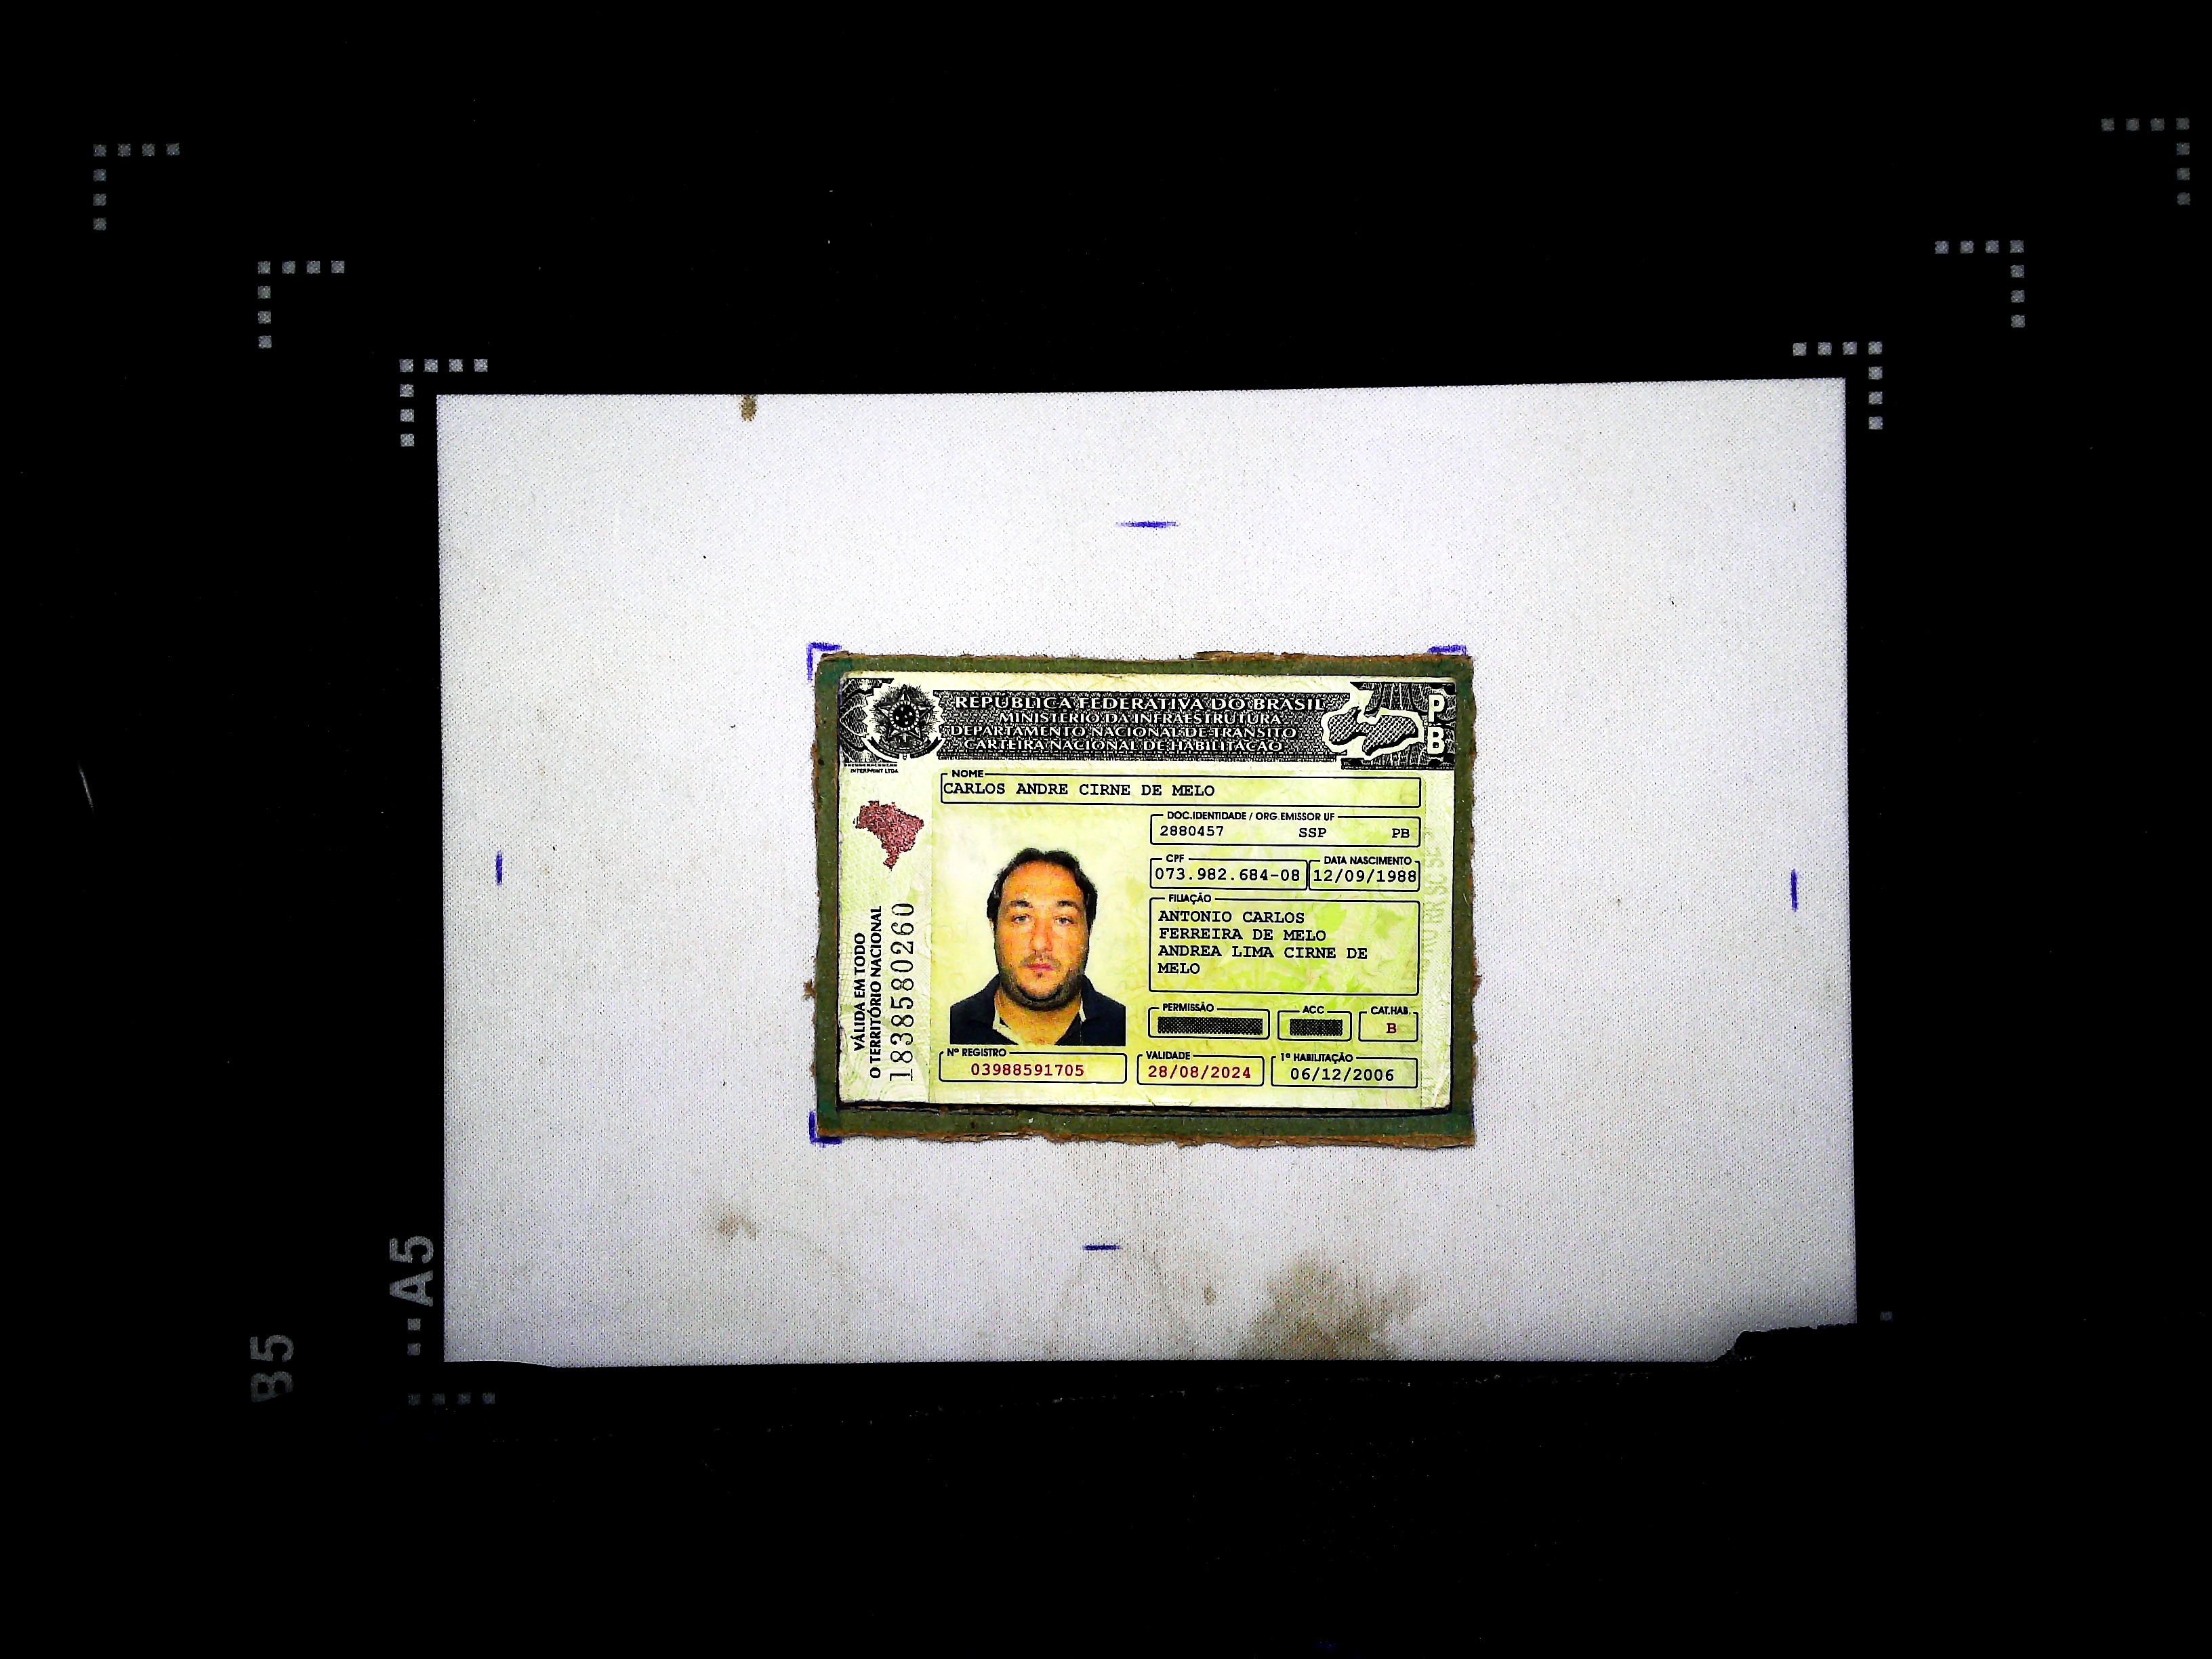 REPÚBLICA FEDERATIVA DO BRASIL
MINISTÉRIO DA INFRAESTRUTURA
DEPARTAMENTO NACIONAL DE TRÂNSITO
CARTEIRA NACIONAL DE HABILITAÇÃO
PB
INTERPRINT LTDA
NOME
CARLOS ANDRE CIRNE DE MELO
DOC.IDENTIDADE / ORG EMISSOR UF
2880457 SSP PB
CPF
073.982.684-08
DATA NASCIMENTO
12/09/1988
FILIAÇÃO
ANTONIO CARLOS
FERREIRA DE MELO
ANDREA LIMA CIRNE DE
MELO
PERMISSÃO
ACC
CAT.HAB.
B
Nº REGISTRO
03988591705
VALIDADE
28/08/2024
1ª HABILITAÇÃO
06/12/2006
VÁLIDA EM TODO
O TERRITÓRIO NACIONAL
1838580260
A5
B5